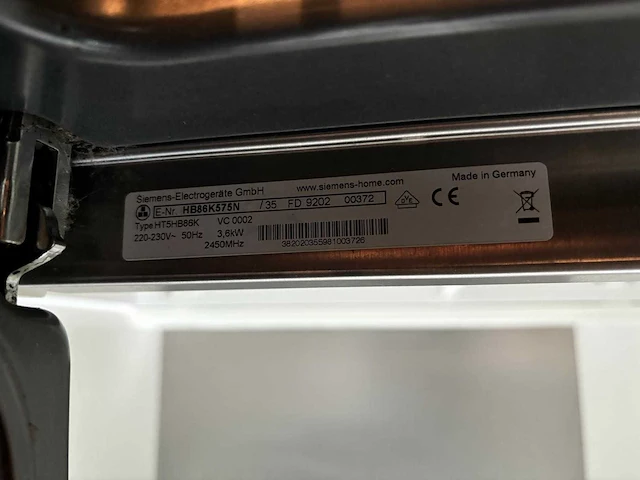 Siemens-Electrogeräte GmbH www.siemens-home.com Made in Germany
E-Nr. HB86K575N /35 FD 9202 00372
Type HT5HB86K VC 0002
220-230V~ 50Hz 3,6kW
2450MHz
382020355981003726